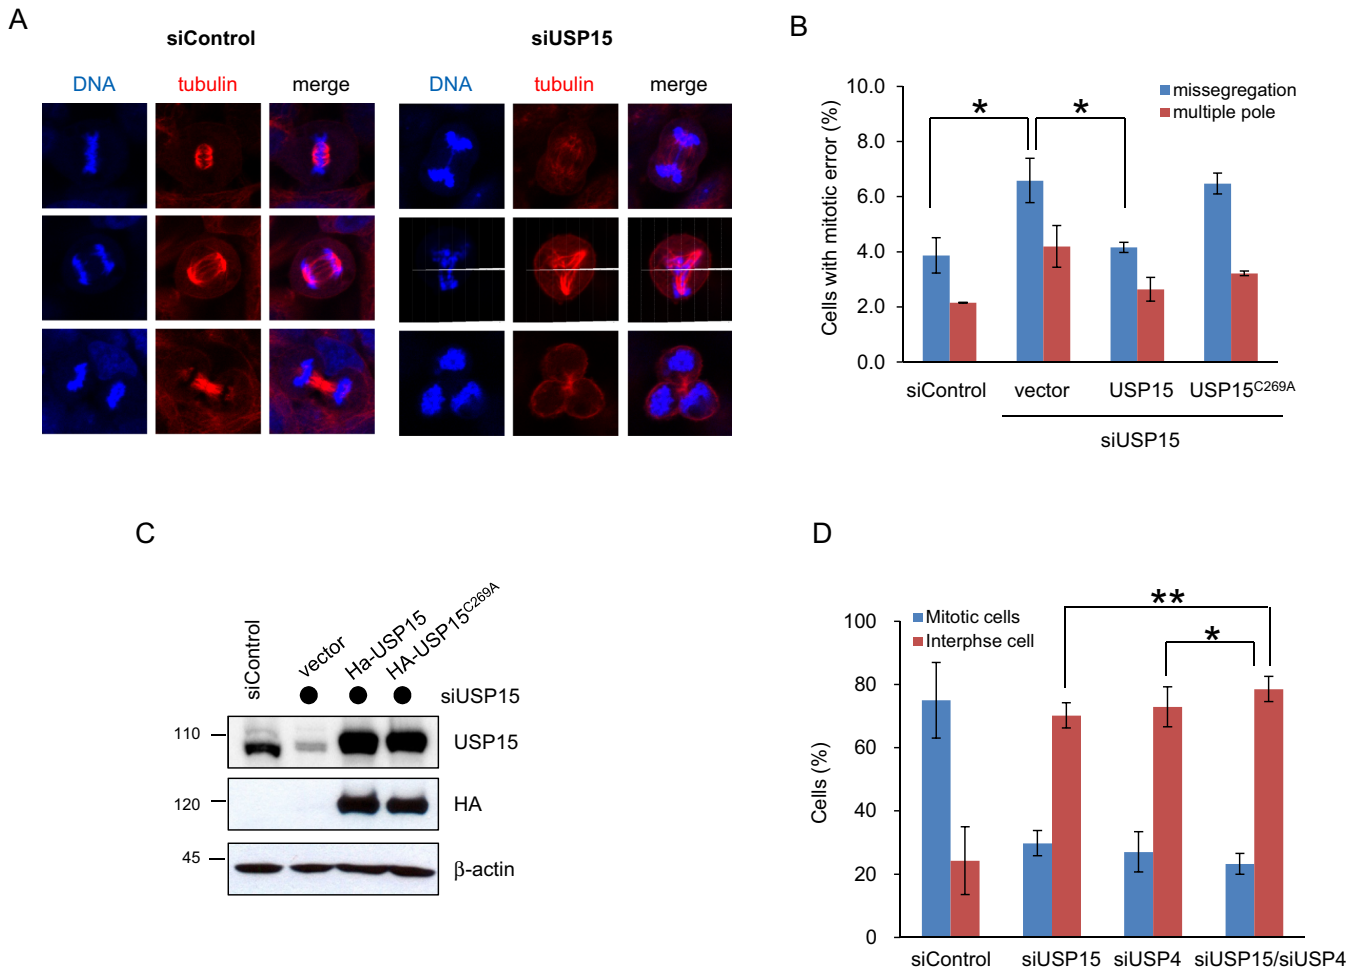 A
siControl
siUSP15
DNA
tubulin
merge
DNA
tubulin
merge
B
Cells with mitotic error (%)
10.0
8.0
6.0
4.0
2.0
0.0
missegregation
multiple pole
*
*
siControl
vector
USP15
USP15C269A
siUSP15
C
siControl
vector
Ha-USP15
HA-USP15C269A
siUSP15
110
USP15
120
HA
45
β-actin
D
Cells (%)
100
80
60
40
20
0
Mitotic cells
Interphse cell
**
*
siControl
siUSP15
siUSP4
siUSP15/siUSP4